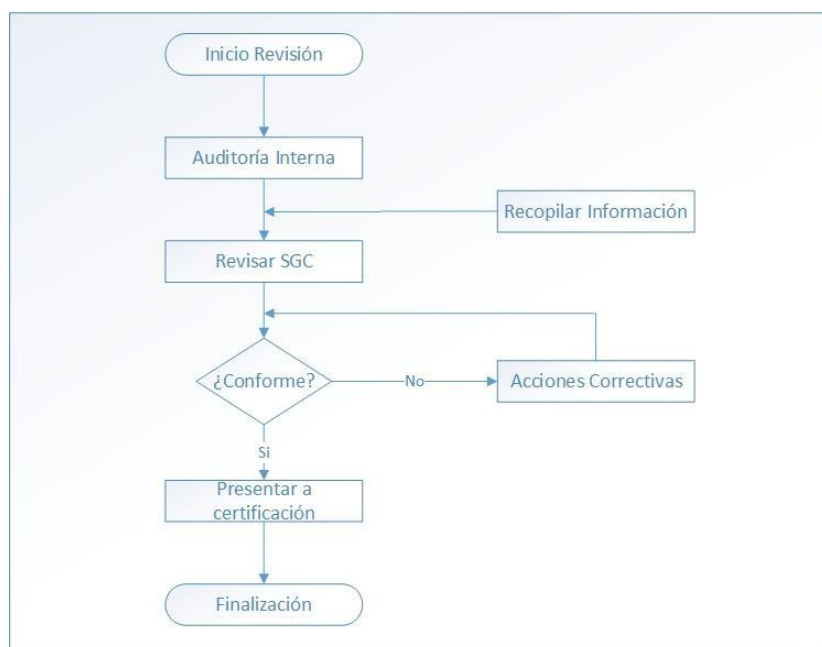 Inicio Revisión
Auditoría Interna
Recopilar Información
Revisar SGC
¿Conforme?
No
Acciones Correctivas
Si
Presentar a
certificación
Finalización